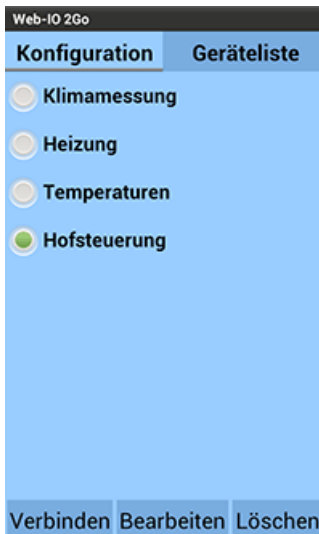 Web-IO 2Go
Konfiguration Geräteliste
Klimamessung
Heizung
Temperaturen
Hofsteuerung
Verbinden Bearbeiten Löschen